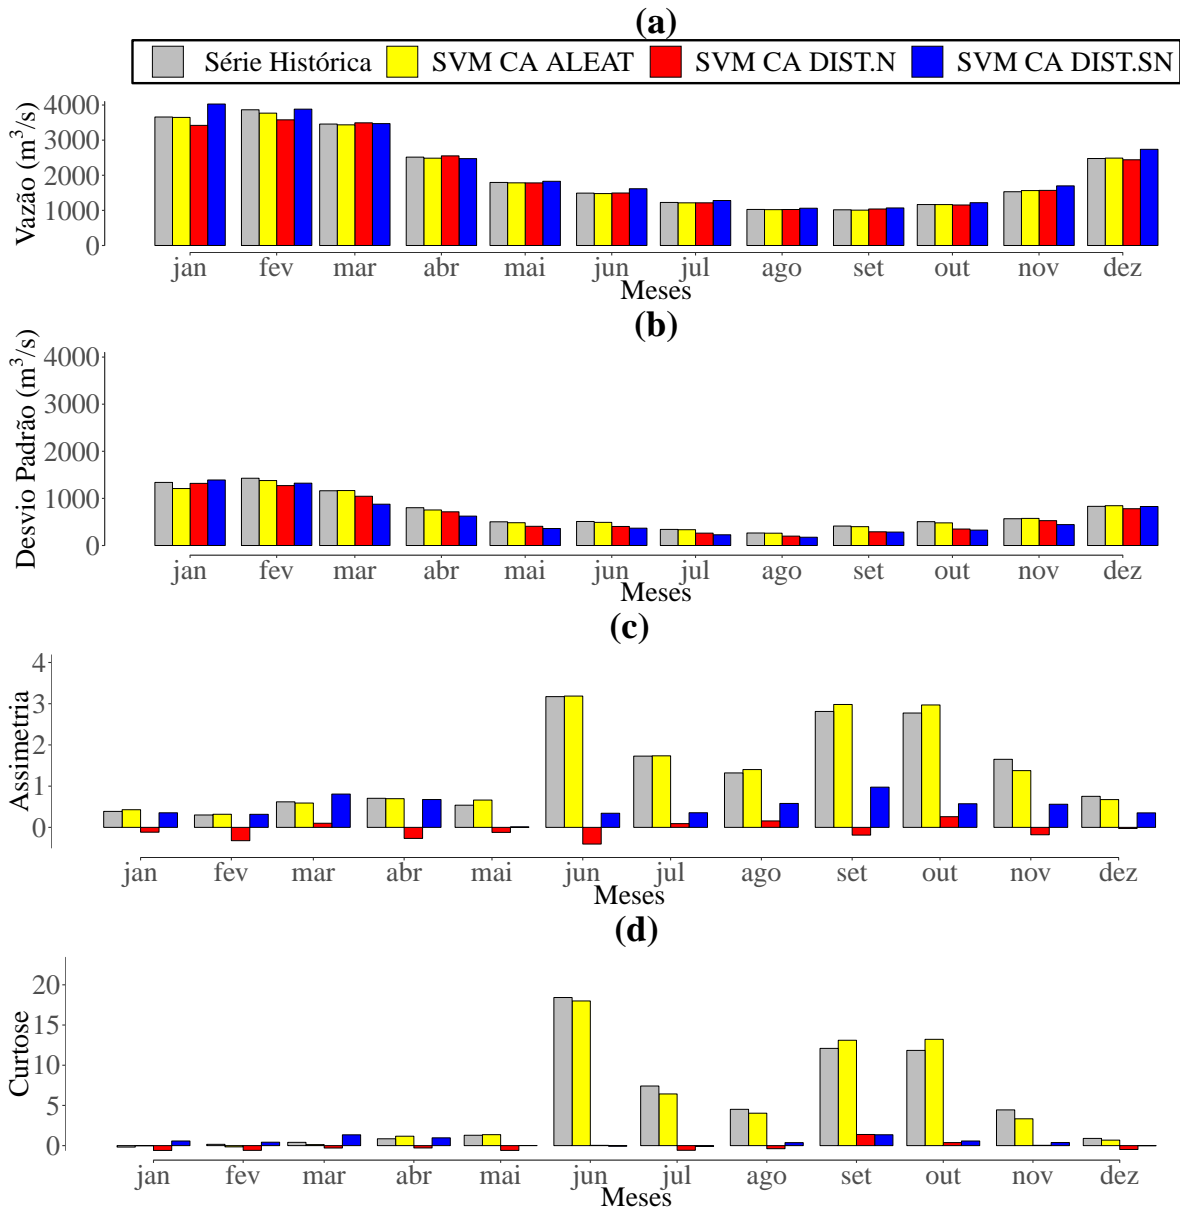 (a)
Série Histórica SVM CA ALEAT SVM CA DIST.N SVM CA DIST.SN
Vazão (m³/s)
4000
3000
2000
1000
0
jan fev mar abr mai jun jul ago set out nov dez
Meses
(b)
Desvio Padrão (m³/s)
4000
3000
2000
1000
0
jan fev mar abr mai jun jul ago set out nov dez
Meses
(c)
Assimetria
4
3
2
1
0
jan fev mar abr mai jun jul ago set out nov dez
Meses
(d)
Curtose
20
15
10
5
0
jan fev mar abr mai jun jul ago set out nov dez
Meses